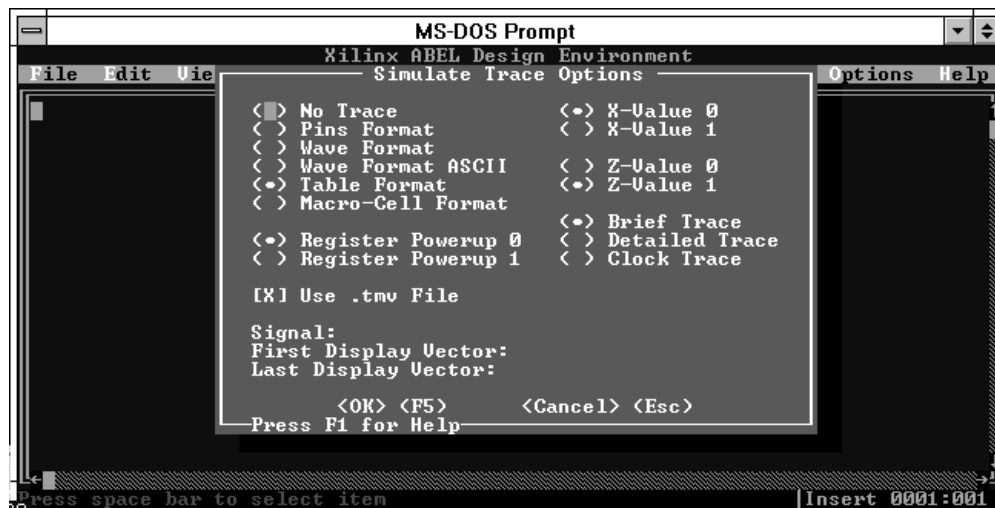 MS-DOS Prompt
Xilinx ABEL Design Environment
File Edit Vie Options Help
Simulate Trace Options
( ) No Trace (•) X-Value 0
( ) Pins Format ( ) X-Value 1
( ) Wave Format
( ) Wave Format ASCII ( ) Z-Value 0
(•) Table Format (•) Z-Value 1
( ) Macro-Cell Format
(•) Brief Trace
(•) Register Powerup 0 ( ) Detailed Trace
( ) Register Powerup 1 ( ) Clock Trace
[X] Use .tmv File
Signal:
First Display Vector:
Last Display Vector:
<OK> (F5) <Cancel> (Esc)
Press F1 for Help
Press space bar to select item |Insert 0001:001